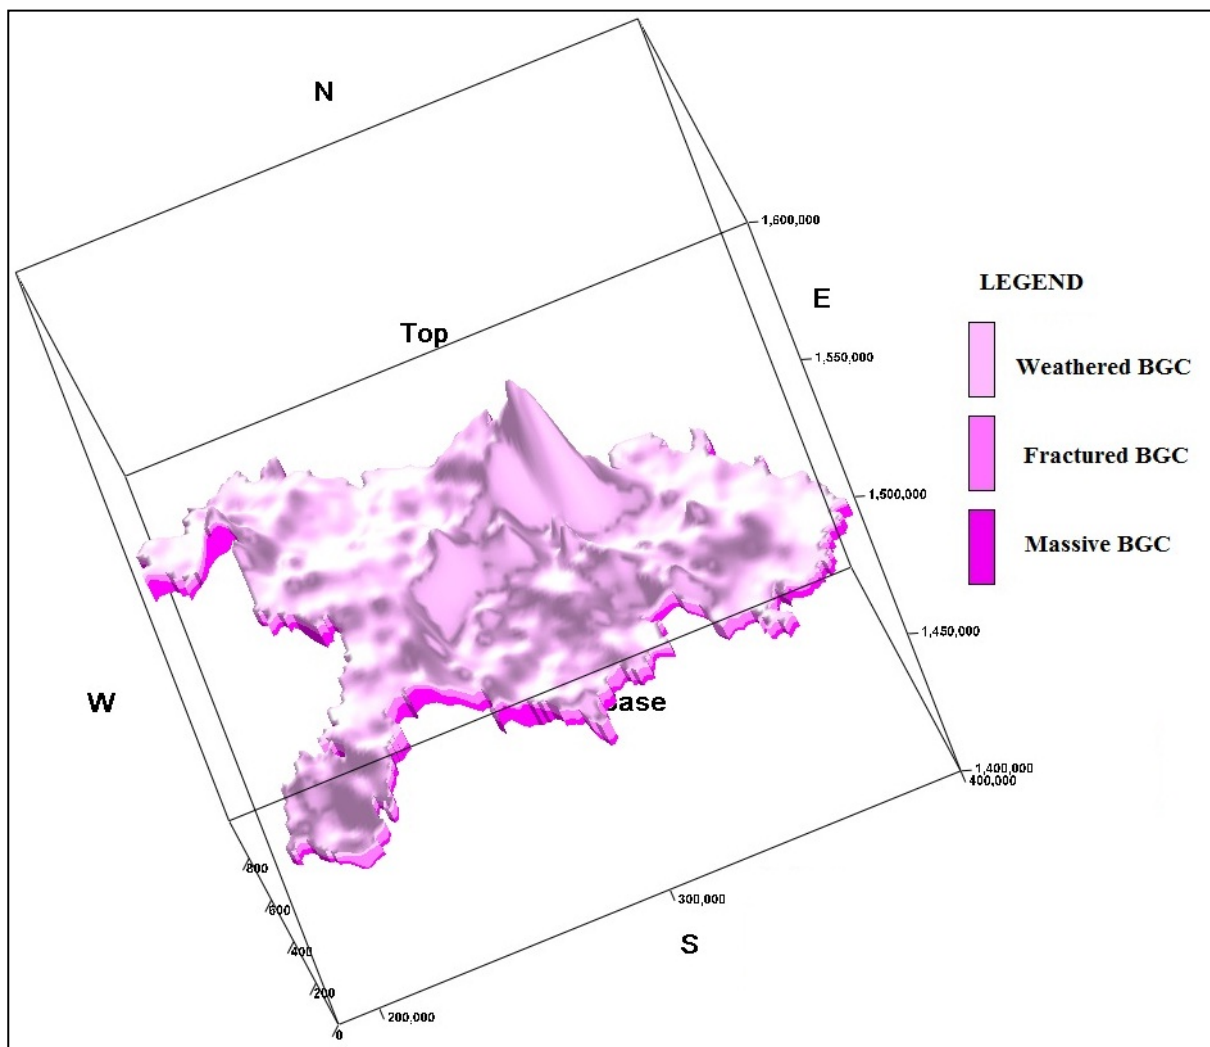 N
1,600,000
LEGEND
E
Top
1,550,000
Weathered BGC
Fractured BGC
1,500,000
Massive BGC
1,450,000
W
Base
1,400,000
400,000
800
600
300,000
S
400
200
200,000
0